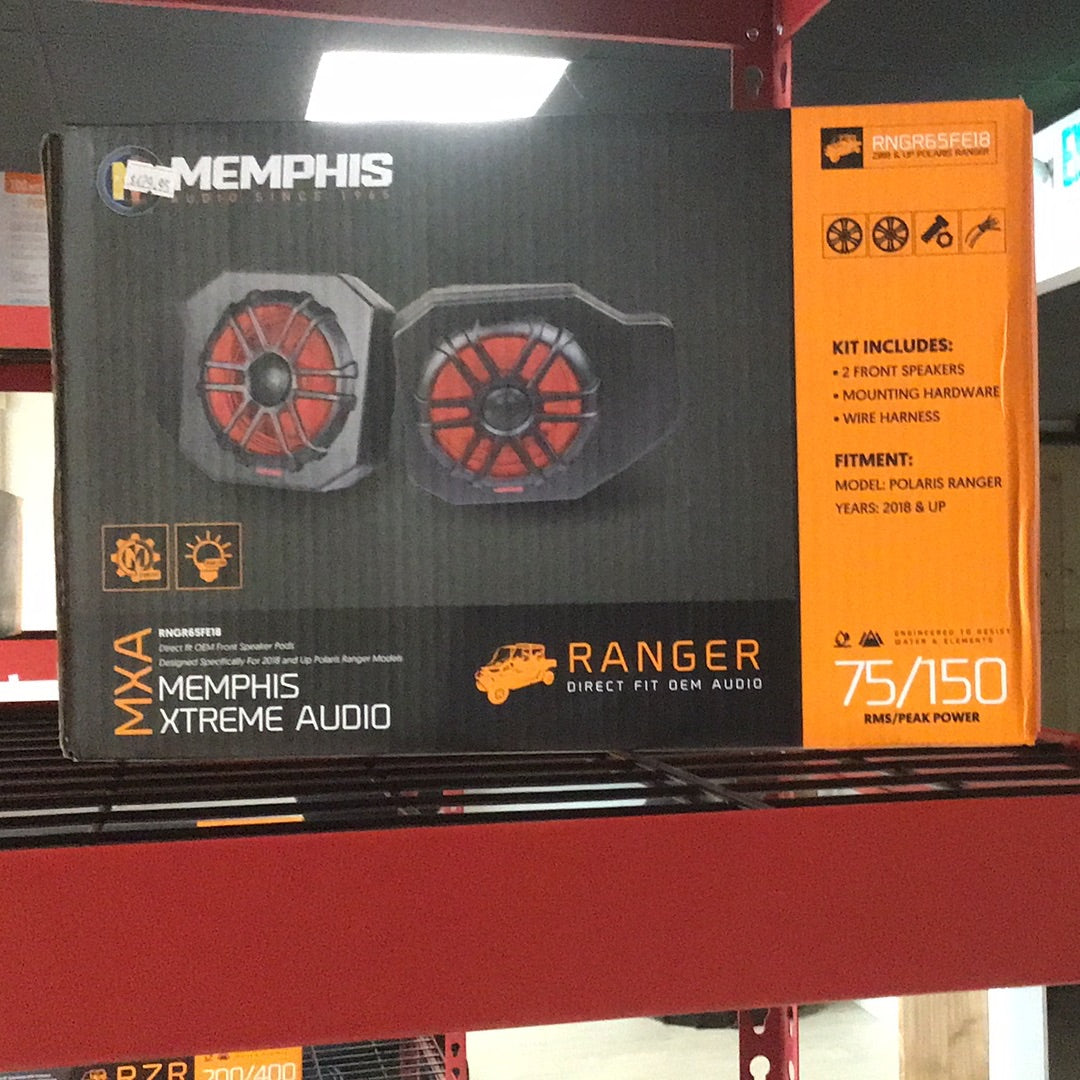 $429.95
MEMPHIS
AUDIO SINCE 1965
RNGR65FE18
2018 & UP POLARIS RANGER
KIT INCLUDES:
• 2 FRONT SPEAKERS
• MOUNTING HARDWARE
• WIRE HARNESS
FITMENT:
MODEL: POLARIS RANGER
YEARS: 2018 & UP
MXA
RNGR65FE18
Direct fit OEM Front Speaker Pods
Designed Specifically For 2018 and Up Polaris Ranger Models
MEMPHIS
XTREME AUDIO
RANGER
DIRECT FIT OEM AUDIO
ENGINEERED TO RESIST
WATER & ELEMENTS
75/150
RMS/PEAK POWER
RZR
200/400